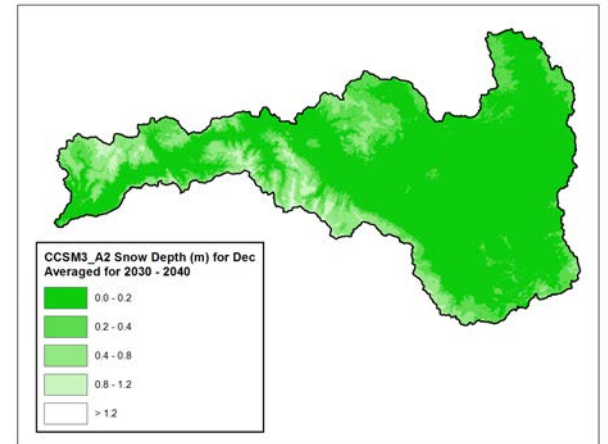 CCSM3_A2 Snow Depth (m) for Dec
Averaged for 2030 - 2040
0.0 - 0.2
0.2 - 0.4
0.4 - 0.8
0.8 - 1.2
> 1.2